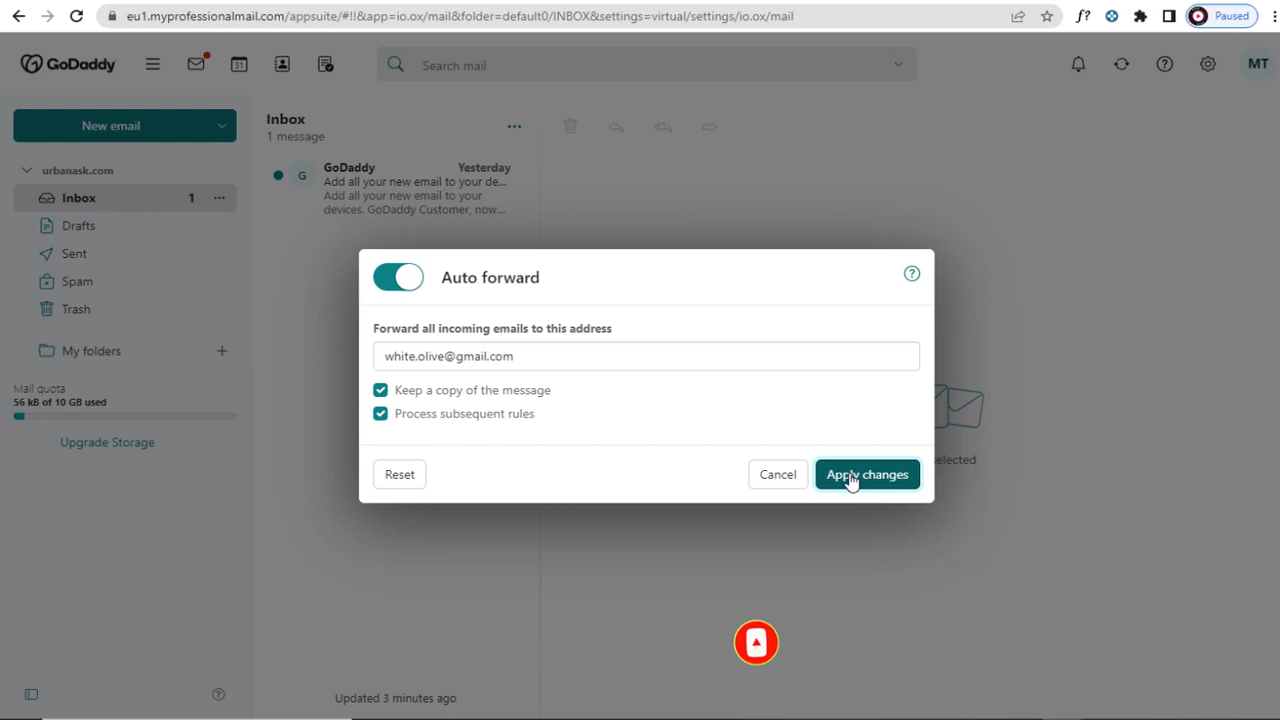 eu1.myprofessionalmail.com/appsuite/#!!&app=io.ox/mail&folder=default0/INBOX&settings=virtual/settings/io.ox/mail
f?
Paused
GoDaddy
31
Search mail
MT
New email
urbanask.com
Inbox 1
Drafts
Sent
Spam
Trash
My folders
Mail quota
56 kB of 10 GB used
Upgrade Storage
Inbox
1 message
G
GoDaddy Yesterday
Add all your new email to your de...
Add all your new email to your
devices. GoDaddy Customer, now...
Updated 3 minutes ago
Auto forward
Forward all incoming emails to this address
white.olive@gmail.com
Keep a copy of the message
Process subsequent rules
Reset
Cancel
Apply changes
selected